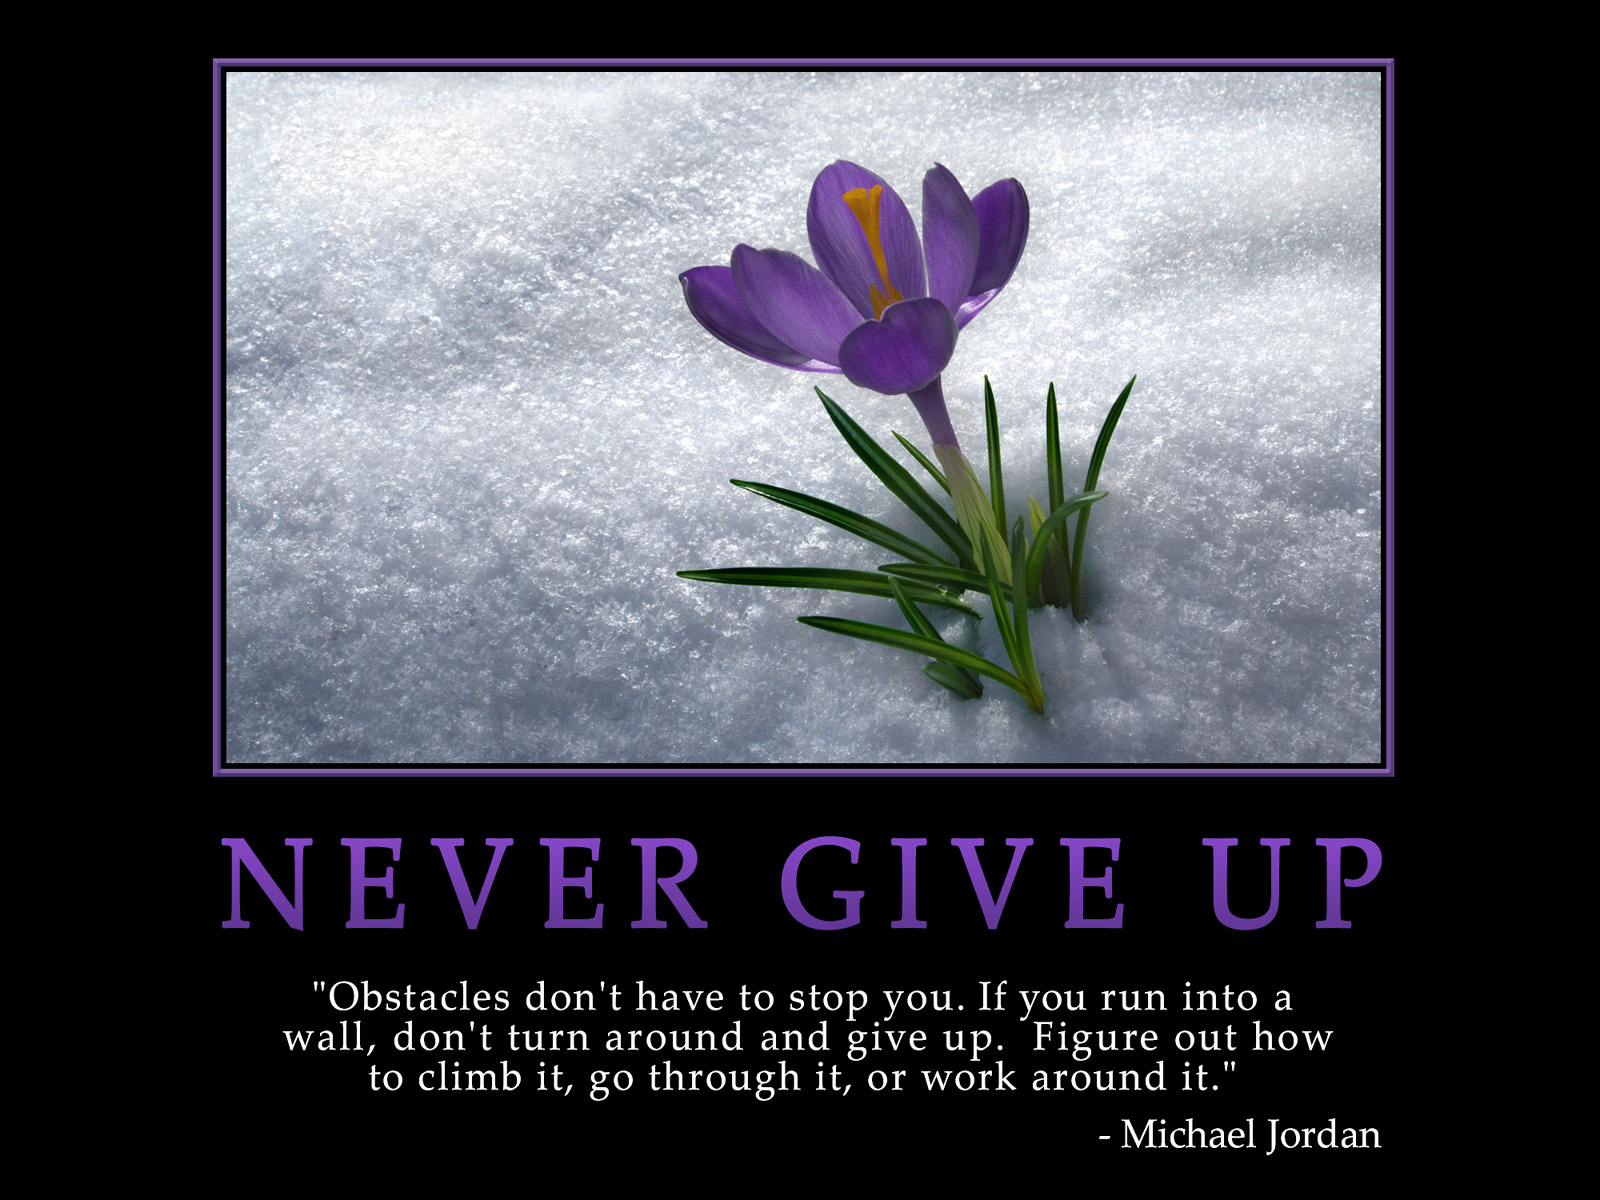 NEVER GIVE UP
"Obstacles don't have to stop you. If you run into a
wall, don't turn around and give up.  Figure out how
to climb it, go through it, or work around it."
- Michael Jordan